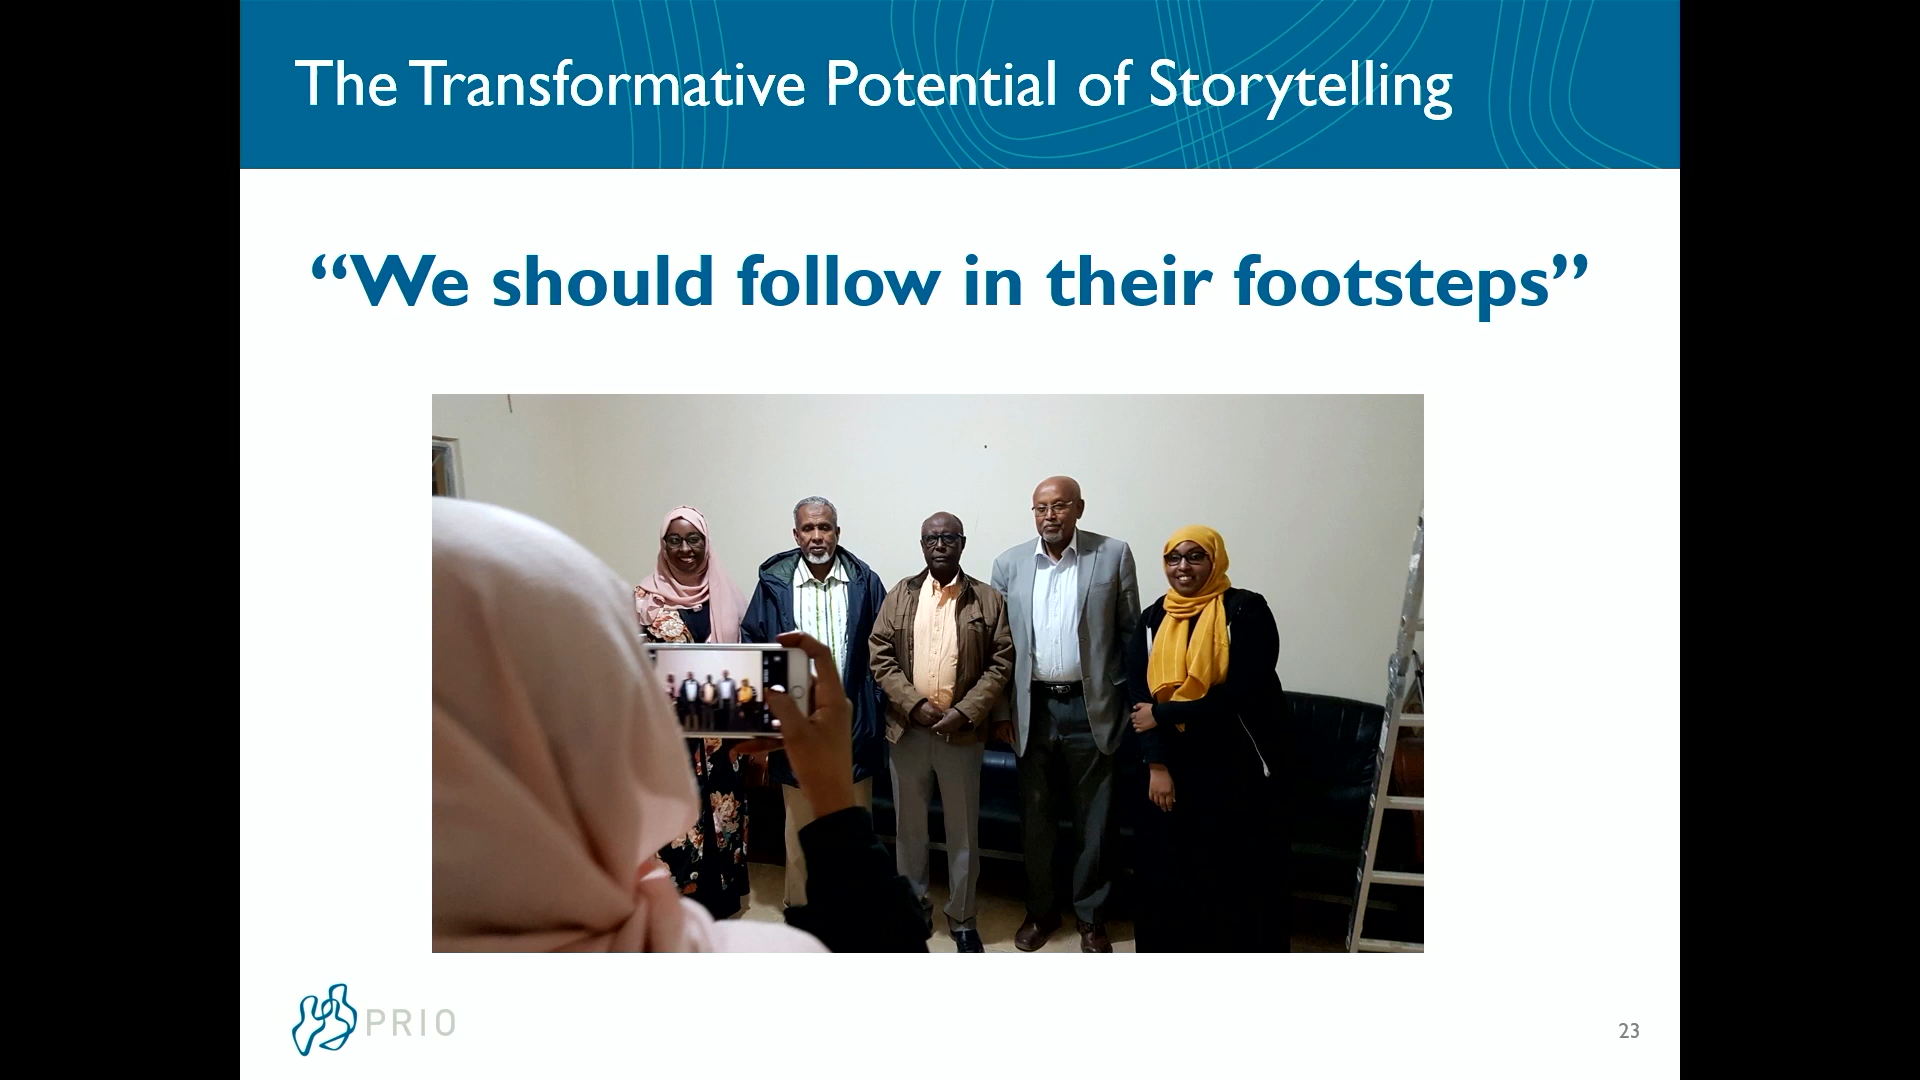 The Transformative Potential of Storytelling
“We should follow in their footsteps”
PRIO
23